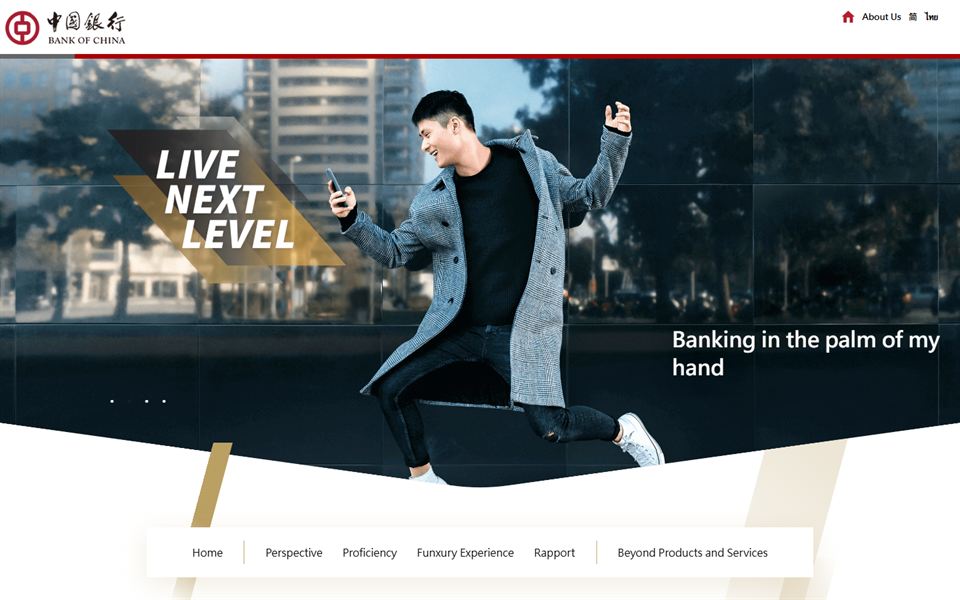 中国銀行
BANK OF CHINA
About Us 简 ไทย
LIVE
NEXT
LEVEL
Banking in the palm of my
hand
Home Perspective Proficiency Funxury Experience Rapport Beyond Products and Services